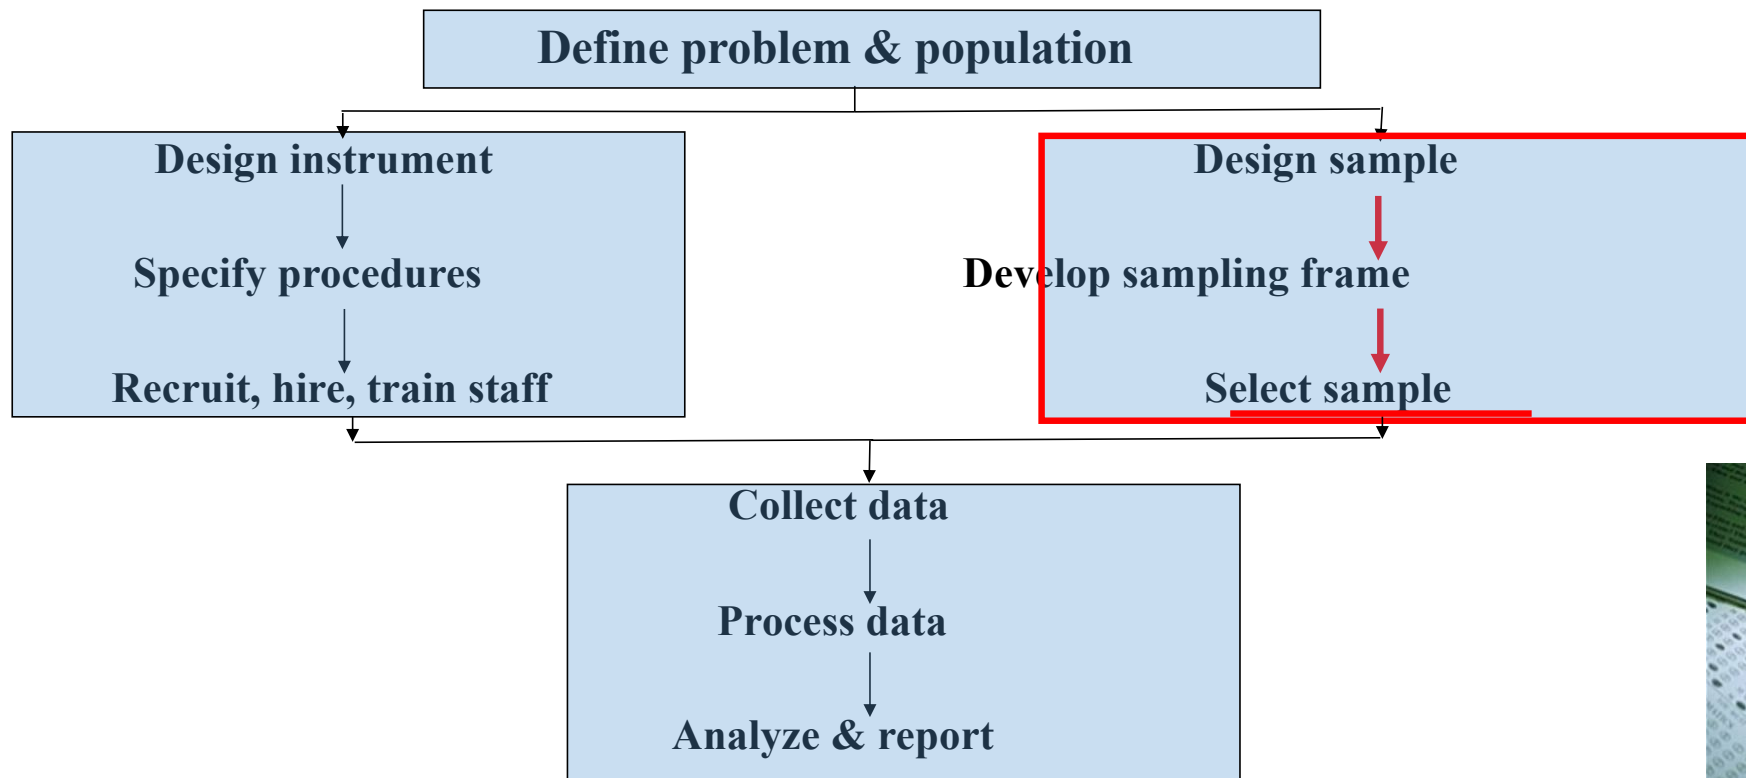 Define problem & population
Design instrument
Design sample
Specify procedures
Develop sampling frame
Recruit, hire, train staff
Select sample
Collect data
Process data
Analyze & report